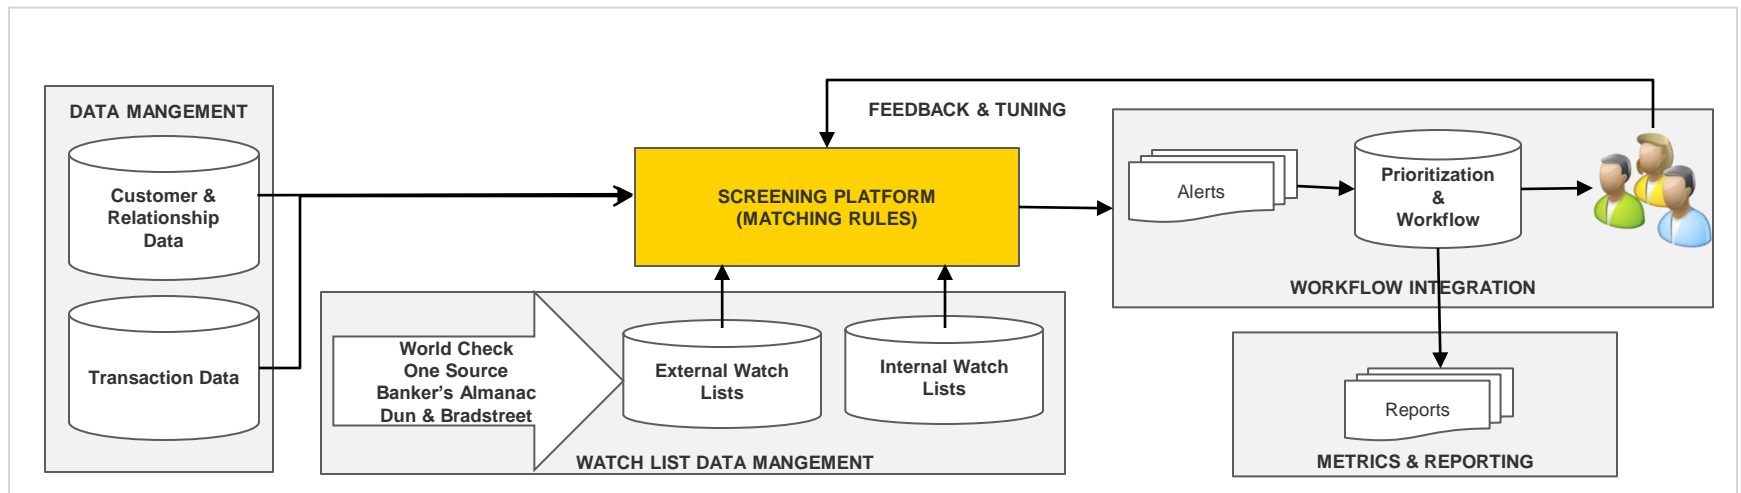 DATA MANGEMENT
Customer &
Relationship
Data
Transaction Data
FEEDBACK & TUNING
SCREENING PLATFORM
(MATCHING RULES)
World Check
One Source
Banker's Almanac
Dun & Bradstreet
External Watch
Lists
Internal Watch
Lists
WATCH LIST DATA MANGEMENT
Alerts
Prioritization
&
Workflow
WORKFLOW INTEGRATION
Reports
METRICS & REPORTING